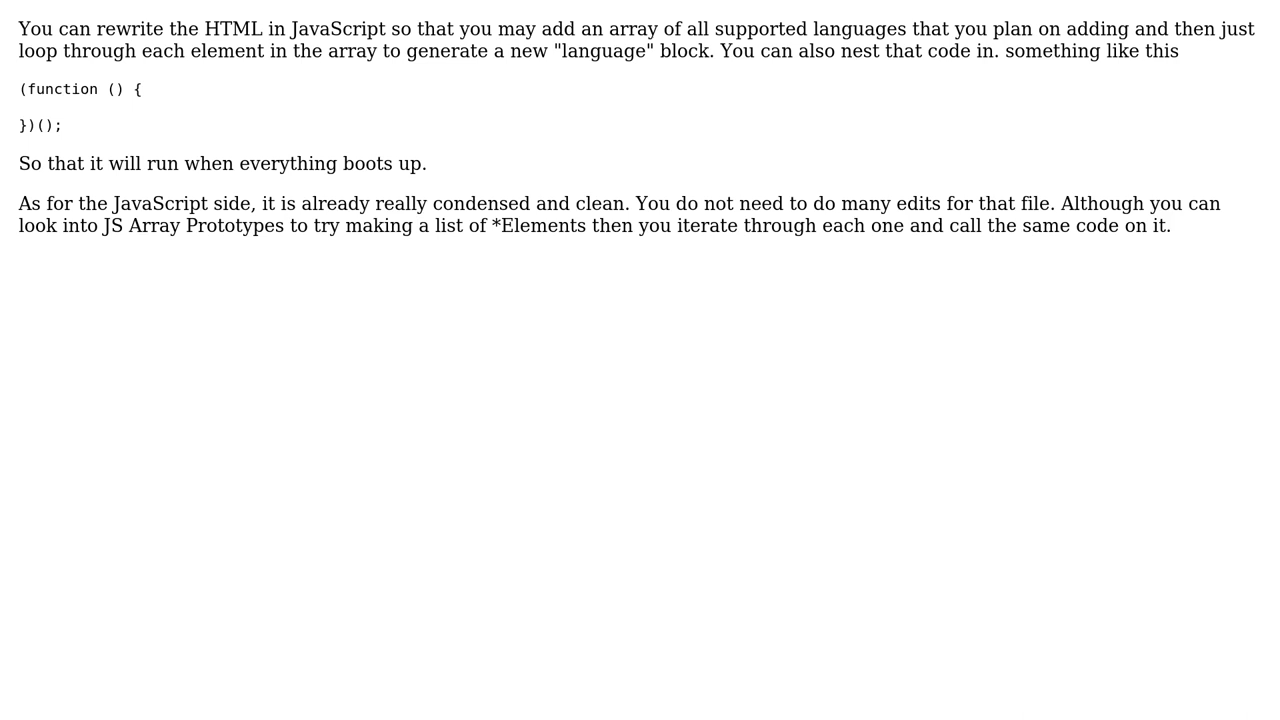 You can rewrite the HTML in JavaScript so that you may add an array of all supported languages that you plan on adding and then just
loop through each element in the array to generate a new "language" block. You can also nest that code in. something like this
(function () {
})();
So that it will run when everything boots up.
As for the JavaScript side, it is already really condensed and clean. You do not need to do many edits for that file. Although you can
look into JS Array Prototypes to try making a list of *Elements then you iterate through each one and call the same code on it.